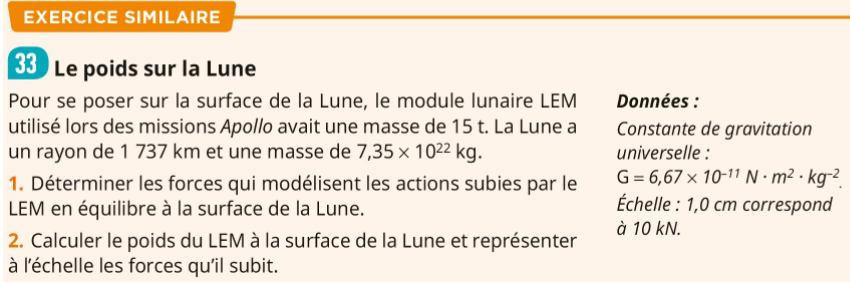 EXERCICE SIMILAIRE
33 Le poids sur la Lune
Pour se poser sur la surface de la Lune, le module lunaire LEM
utilisé lors des missions Apollo avait une masse de 15 t. La Lune a
un rayon de 1 737 km et une masse de 7,35 × 10²² kg.
1. Déterminer les forces qui modélisent les actions subies par le
LEM en équilibre à la surface de la Lune.
2. Calculer le poids du LEM à la surface de la Lune et représenter
à l'échelle les forces qu'il subit.
Données :
Constante de gravitation
universelle :
G = 6,67 × 10⁻¹¹ N · m² · kg⁻².
Échelle : 1,0 cm correspond
à 10 kN.